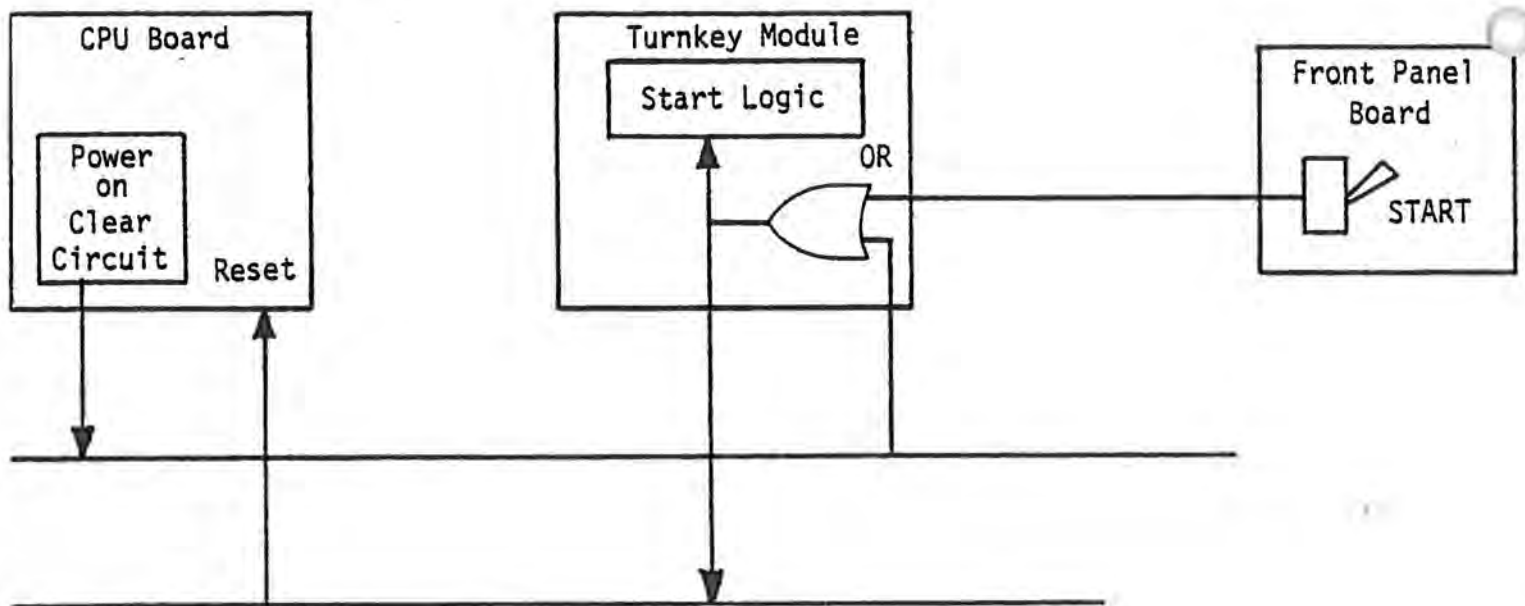 CPU Board
Power
on
Clear
Circuit
Reset
Turnkey Module
Start Logic
OR
Front Panel
Board
START